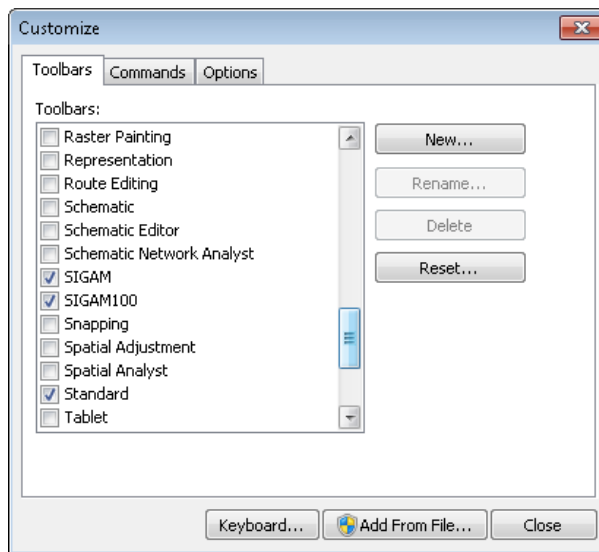 Customize
Toolbars
Commands
Options
Toolbars:
Raster Painting
Representation
Route Editing
Schematic
Schematic Editor
Schematic Network Analyst
SIGAM
SIGAM100
Snapping
Spatial Adjustment
Spatial Analyst
Standard
Tablet
New...
Rename...
Delete
Reset...
Keyboard...
Add From File...
Close